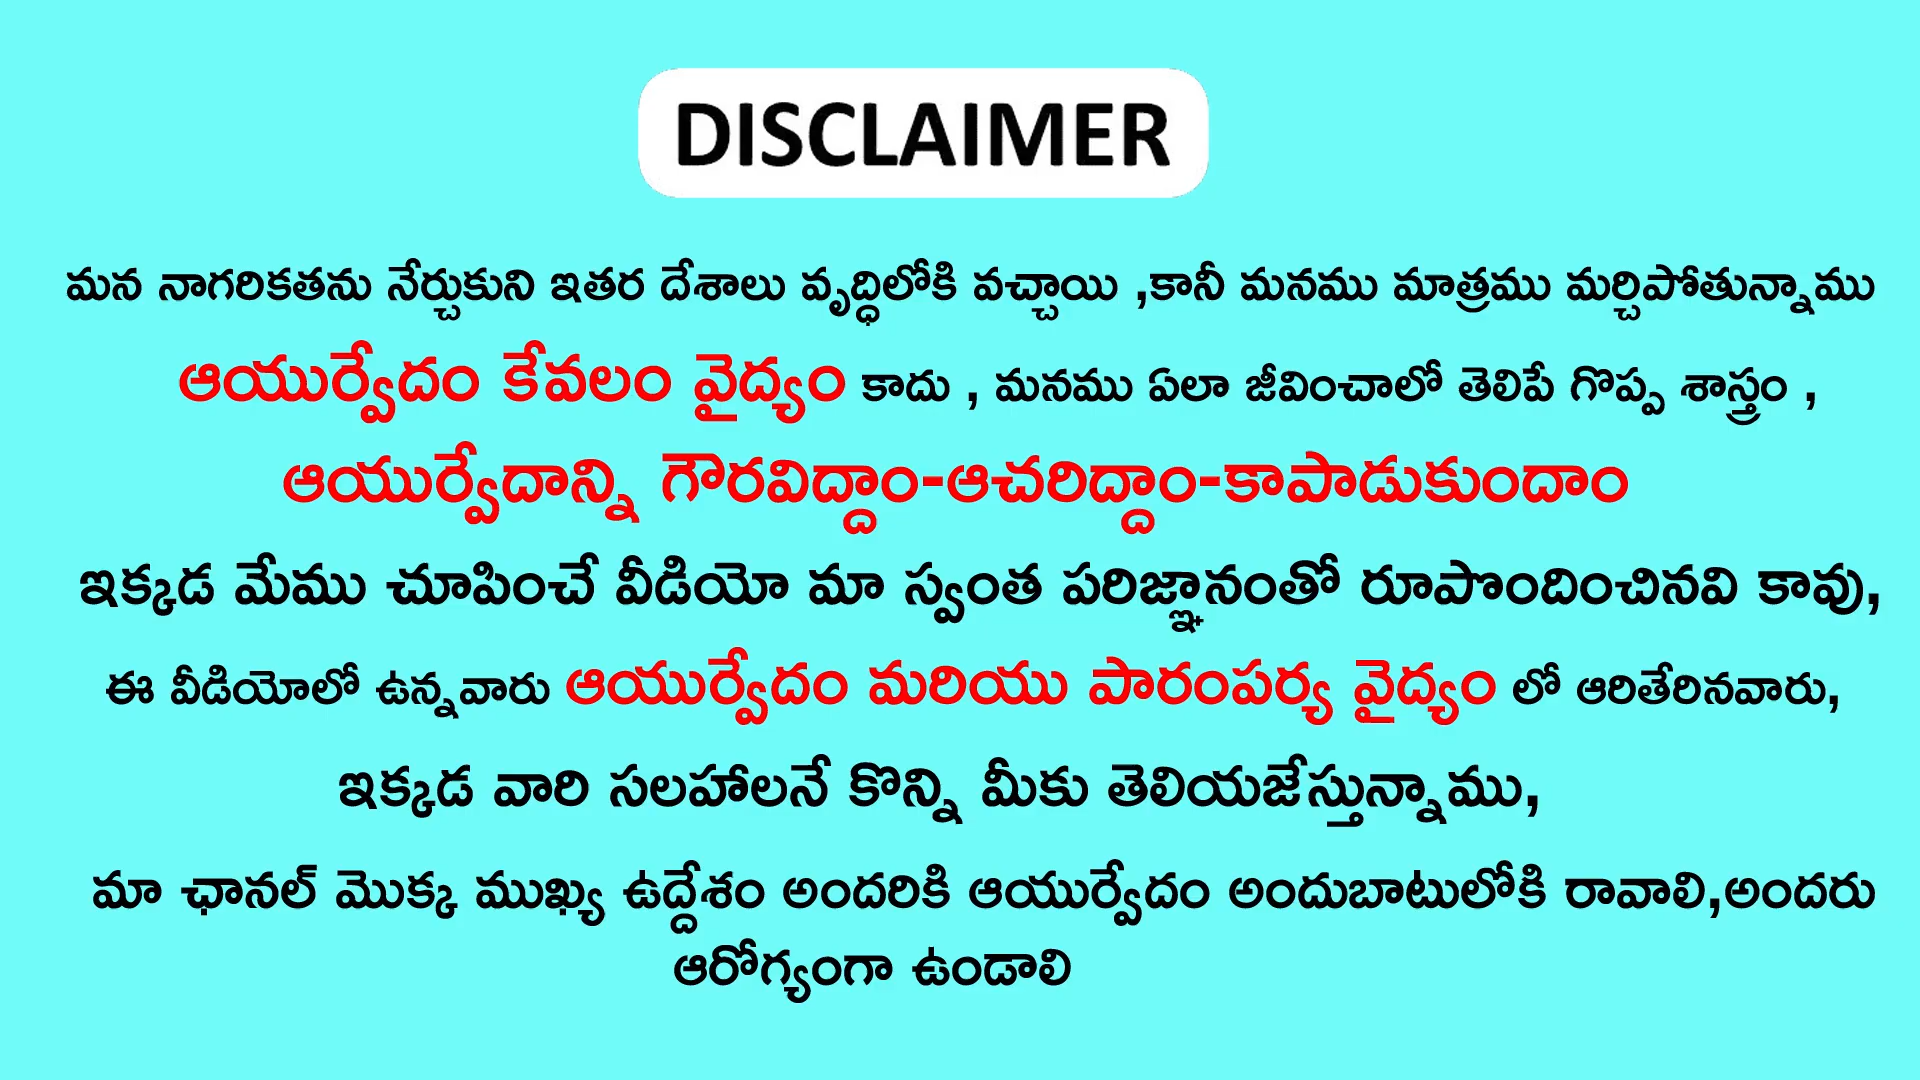 DISCLAIMER
మన నాగరికతను నేర్చుకుని ఇతర దేశాలు వృద్ధిలోకి వచ్చాయి ,కానీ మనము మాత్రము మర్చిపోతున్నాము
ఆయుర్వేదం కేవలం వైద్యం కాదు , మనము ఏలా జీవించాలో తెలిపే గొప్ప శాస్త్రం ,
ఆయుర్వేదాన్ని గౌరవిద్దాం-ఆచరిద్దాం-కాపాడుకుందాం
ఇక్కడ మేము చూపించే వీడియో మా స్వంత పరిజ్ఞానంతో రూపొందించినవి కావు,
ఈ వీడియోలో ఉన్నవారు ఆయుర్వేదం మరియు పారంపర్య వైద్యం లో ఆరితేరినవారు,
ఇక్కడ వారి సలహాలనే కొన్ని మీకు తెలియజేస్తున్నాము,
మా ఛానల్ మొక్క ముఖ్య ఉద్దేశం అందరికి ఆయుర్వేదం అందుబాటులోకి రావాలి,అందరు
ఆరోగ్యంగా ఉండాలి